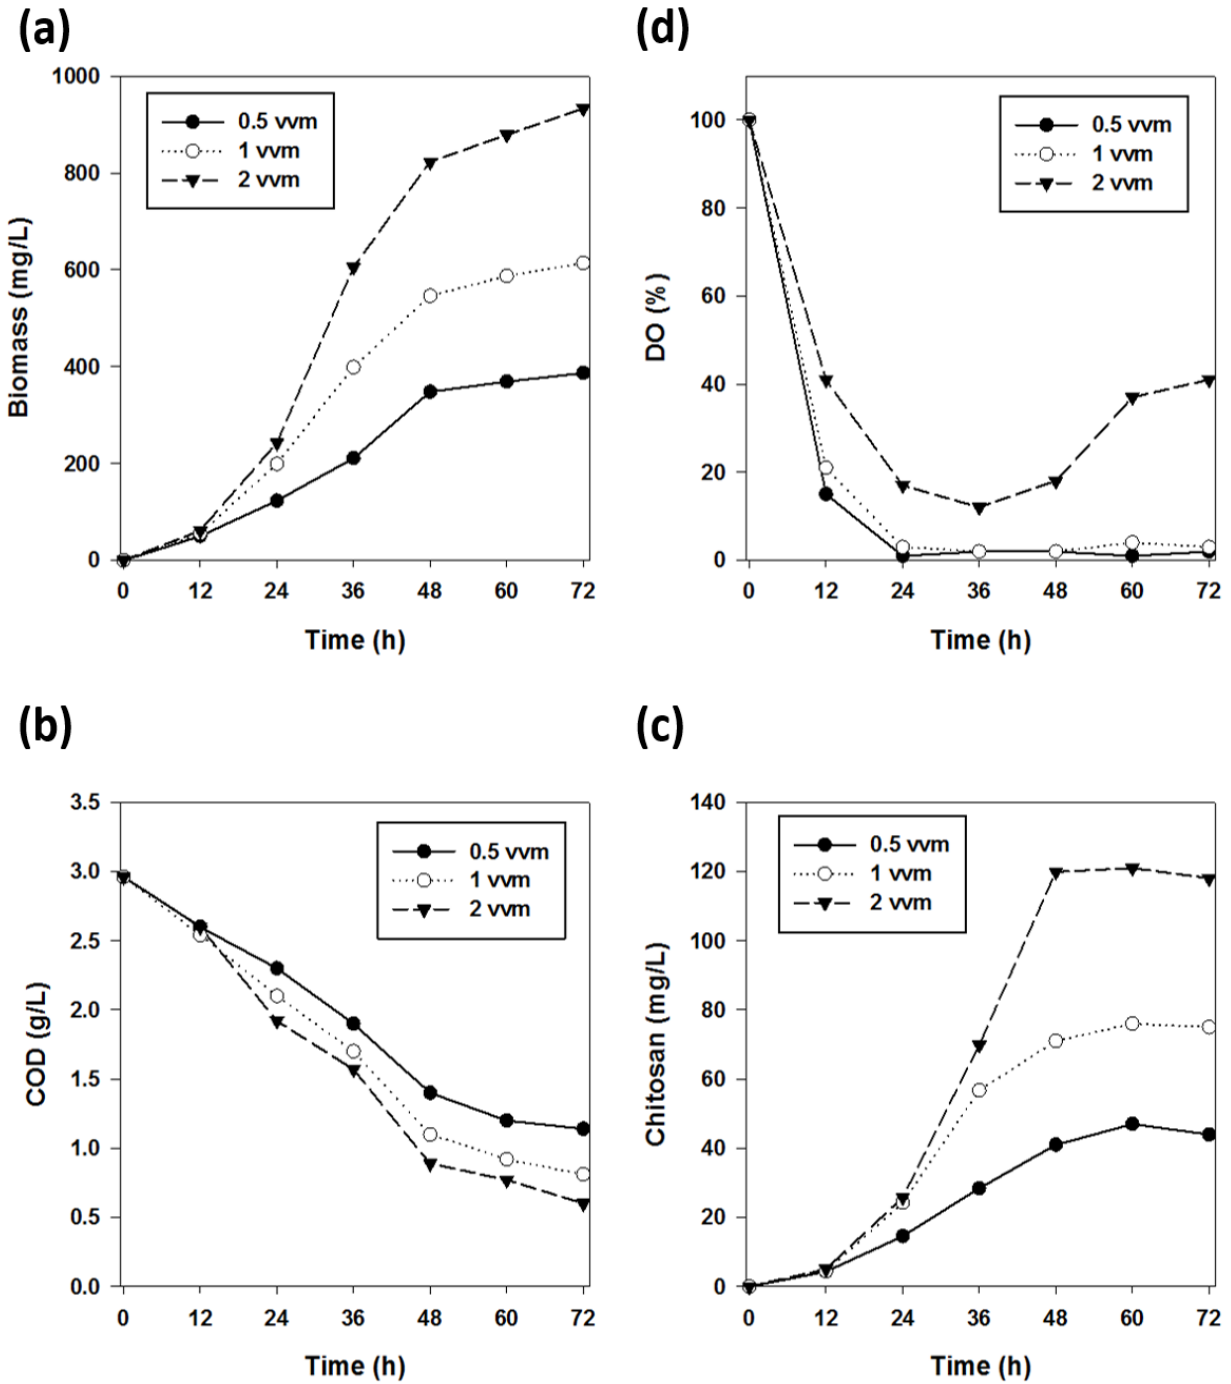 (a)
1000
800
600
400
200
0
Biomass (mg/L)
0.5 vvm
1 vvm
2 vvm
0 12 24 36 48 60 72
Time (h)
(d)
100
80
60
40
20
0
DO (%)
0.5 vvm
1 vvm
2 vvm
0 12 24 36 48 60 72
Time (h)
(b)
3.5
3.0
2.5
2.0
1.5
1.0
0.5
0.0
COD (g/L)
0.5 vvm
1 vvm
2 vvm
0 12 24 36 48 60 72
Time (h)
(c)
140
120
100
80
60
40
20
0
Chitosan (mg/L)
0.5 vvm
1 vvm
2 vvm
0 12 24 36 48 60 72
Time (h)